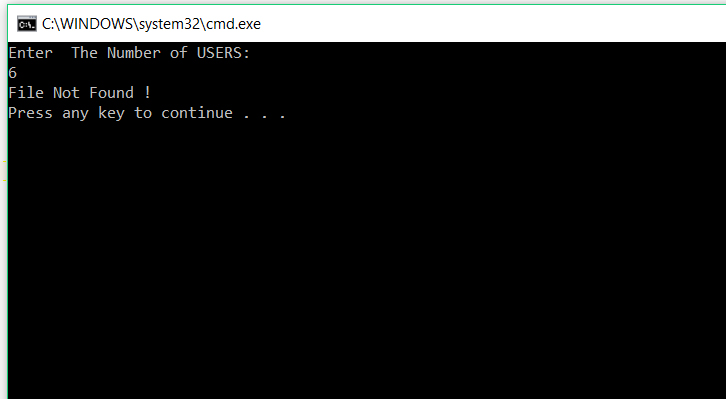 C:\WINDOWS\system32\cmd.exe
Enter  The Number of USERS:
6
File Not Found !
Press any key to continue . . .